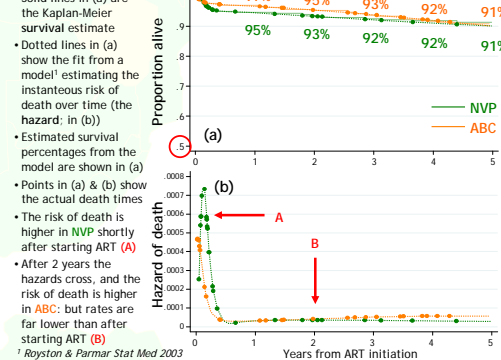 solid lines in (a) are
the Kaplan-Meier
survival estimate
• Dotted lines in (a)
show the fit from a
model¹ estimating the
instanteous risk of
death over time (the
hazard; in (b))
• Estimated survival
percentages from the
model are shown in (a)
• Points in (a) & (b) show
the actual death times
• The risk of death is
higher in NVP shortly
after starting ART (A)
• After 2 years the
hazards cross, and the
risk of death is higher
in ABC: but rates are
far lower than after
starting ART (B)
¹ Royston & Parmar Stat Med 2003
Proportion alive
.9
.8
.7
.6
.5
95%
93%
92%
91%
95%
93%
92%
92%
91%
NVP
ABC
(a)
0
1
2
3
4
5
Hazard of death
.0008
.0007
.0006
.0005
.0004
.0003
.0002
.0001
0
(b)
A
B
0
1
2
3
4
5
Years from ART initiation